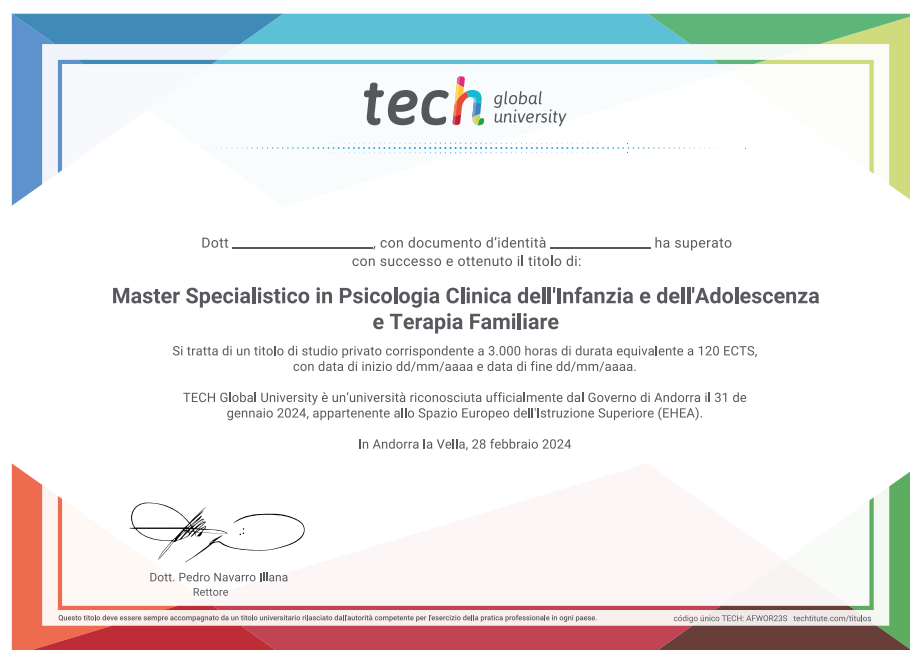 tech global
university
Dott ____________, con documento d'identità ____________ ha superato
con successo e ottenuto il titolo di:
Master Specialistico in Psicologia Clinica dell'Infanzia e dell'Adolescenza
e Terapia Familiare
Si tratta di un titolo di studio privato corrispondente a 3.000 horas di durata equivalente a 120 ECTS,
con data di inizio dd/mm/aaaa e data di fine dd/mm/aaaa.
TECH Global University è un'università riconosciuta ufficialmente dal Governo di Andorra il 31 de
gennaio 2024, appartenente allo Spazio Europeo dell'Istruzione Superiore (EHEA).
In Andorra la Vella, 28 febbraio 2024
Dott. Pedro Navarro Illana
Rettore
Questo titolo deve essere sempre accompagnato da un titolo universitario rilasciato dall'autorità competente per l'esercizio della pratica professionale in ogni paese.
código único TECH: AFWOR23S techtitute.com/titulos